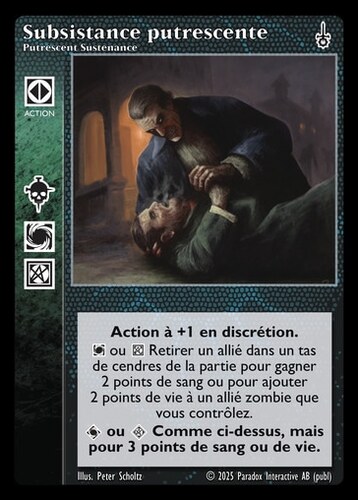 Subsistance putrescente
Putrescent Sustenance
ACTION
Action à +1 en discrétion.
ou Retirer un allié dans un tas
de cendres de la partie pour gagner
2 points de sang ou pour ajouter
2 points de vie à un allié zombie que
vous contrôlez.
ou Comme ci-dessus, mais
pour 3 points de sang ou de vie.
Illus. Peter Scholtz © 2025 Paradox Interactive AB (publ)